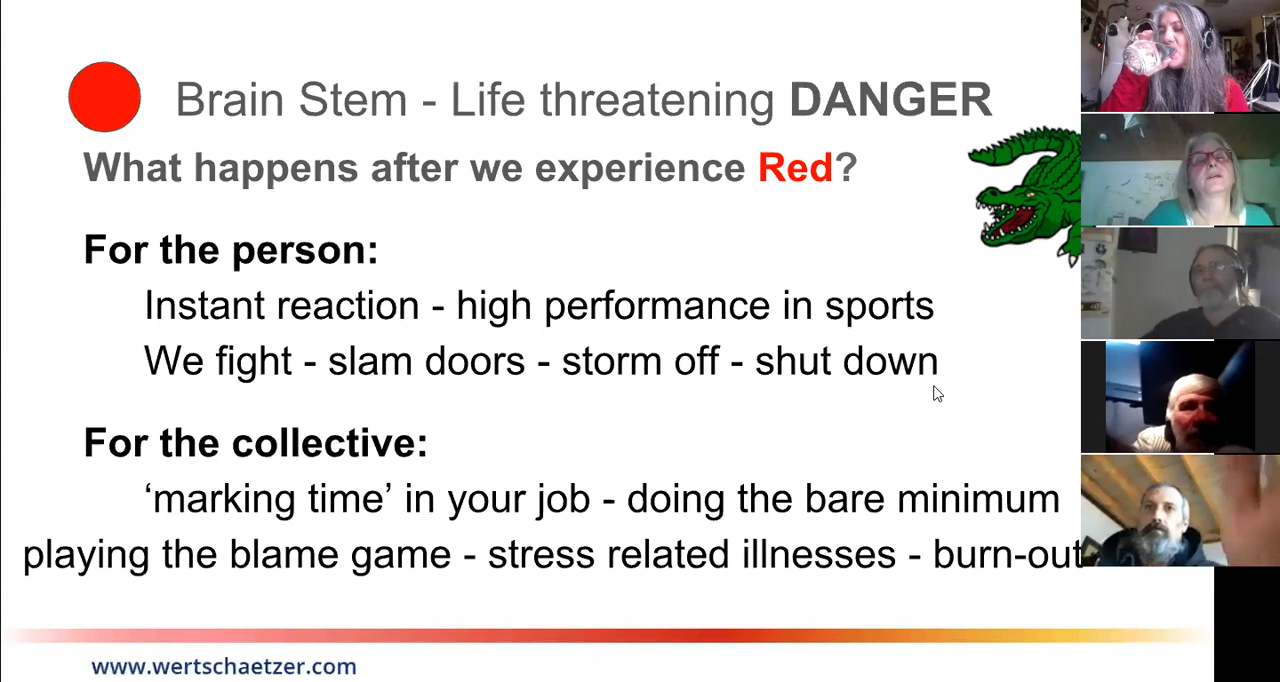 Brain Stem - Life threatening DANGER
What happens after we experience Red?
For the person:
Instant reaction - high performance in sports
We fight - slam doors - storm off - shut down
For the collective:
‘marking time’ in your job - doing the bare minimum
playing the blame game - stress related illnesses - burn-out
www.wertschaetzer.com